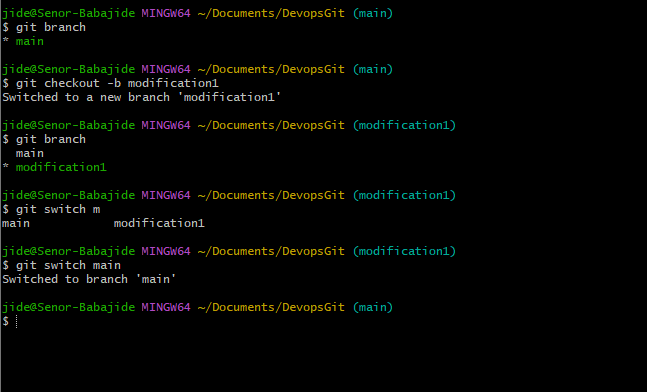 jide@Senor-Babajide MINGW64 ~/Documents/DevopsGit (main)
$ git branch
* main
jide@Senor-Babajide MINGW64 ~/Documents/DevopsGit (main)
$ git checkout -b modification1
Switched to a new branch 'modification1'
jide@Senor-Babajide MINGW64 ~/Documents/DevopsGit (modification1)
$ git branch
  main
* modification1
jide@Senor-Babajide MINGW64 ~/Documents/DevopsGit (modification1)
$ git switch m
main            modification1
jide@Senor-Babajide MINGW64 ~/Documents/DevopsGit (modification1)
$ git switch main
Switched to branch 'main'
jide@Senor-Babajide MINGW64 ~/Documents/DevopsGit (main)
$